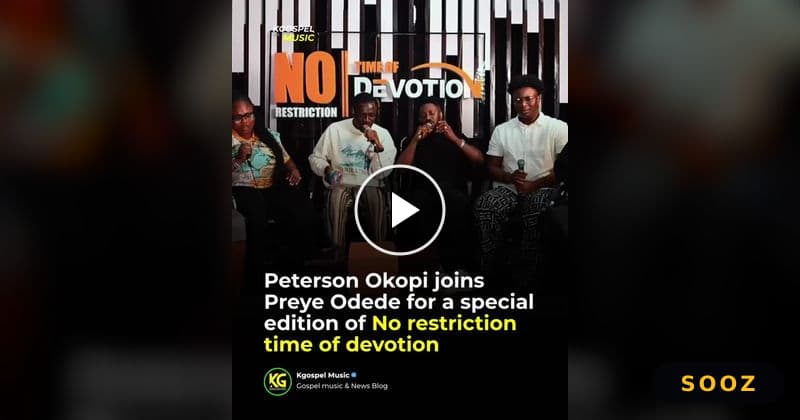 KGOSPEL
MUSIC
NO
RESTRICTION
TIME OF
DEVOTION
Peterson Okopi joins
Preye Odede for a special
edition of No restriction
time of devotion
KG
Kgospel Music
Gospel music & News Blog
SOOZ